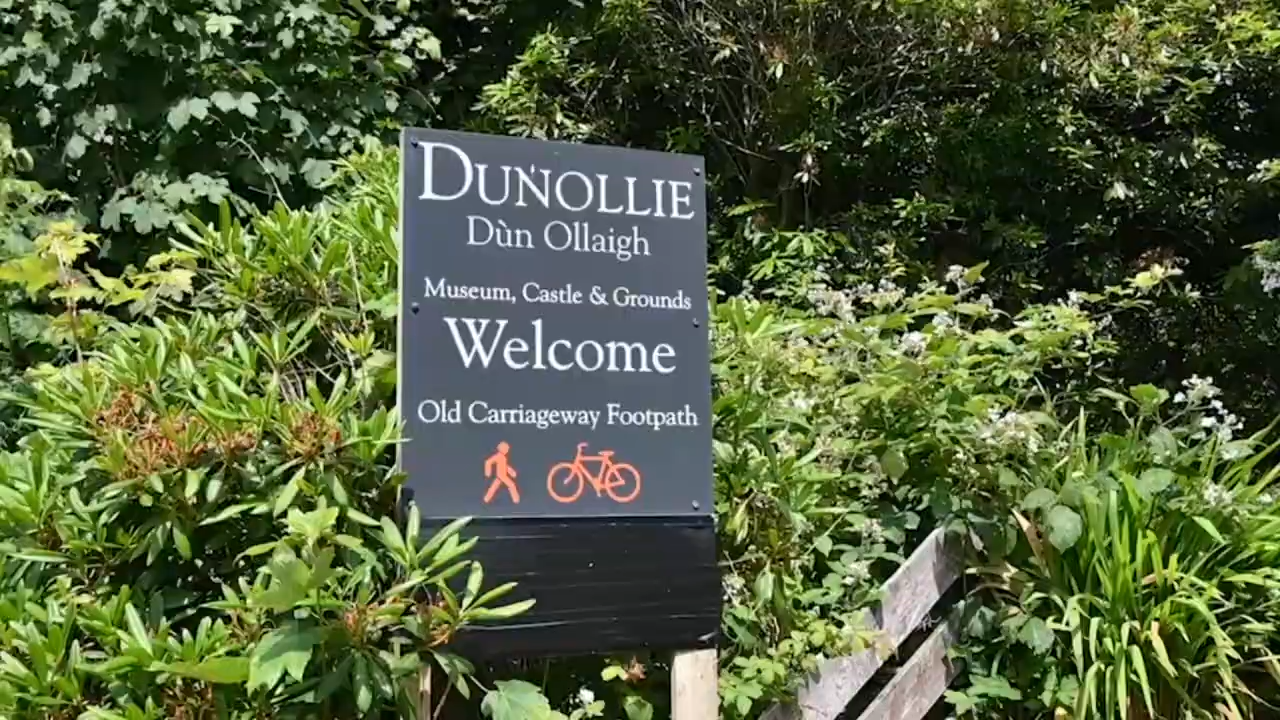 DUNOLLIE
Dùn Ollaigh
Museum, Castle & Grounds
Welcome
Old Carriageway Footpath